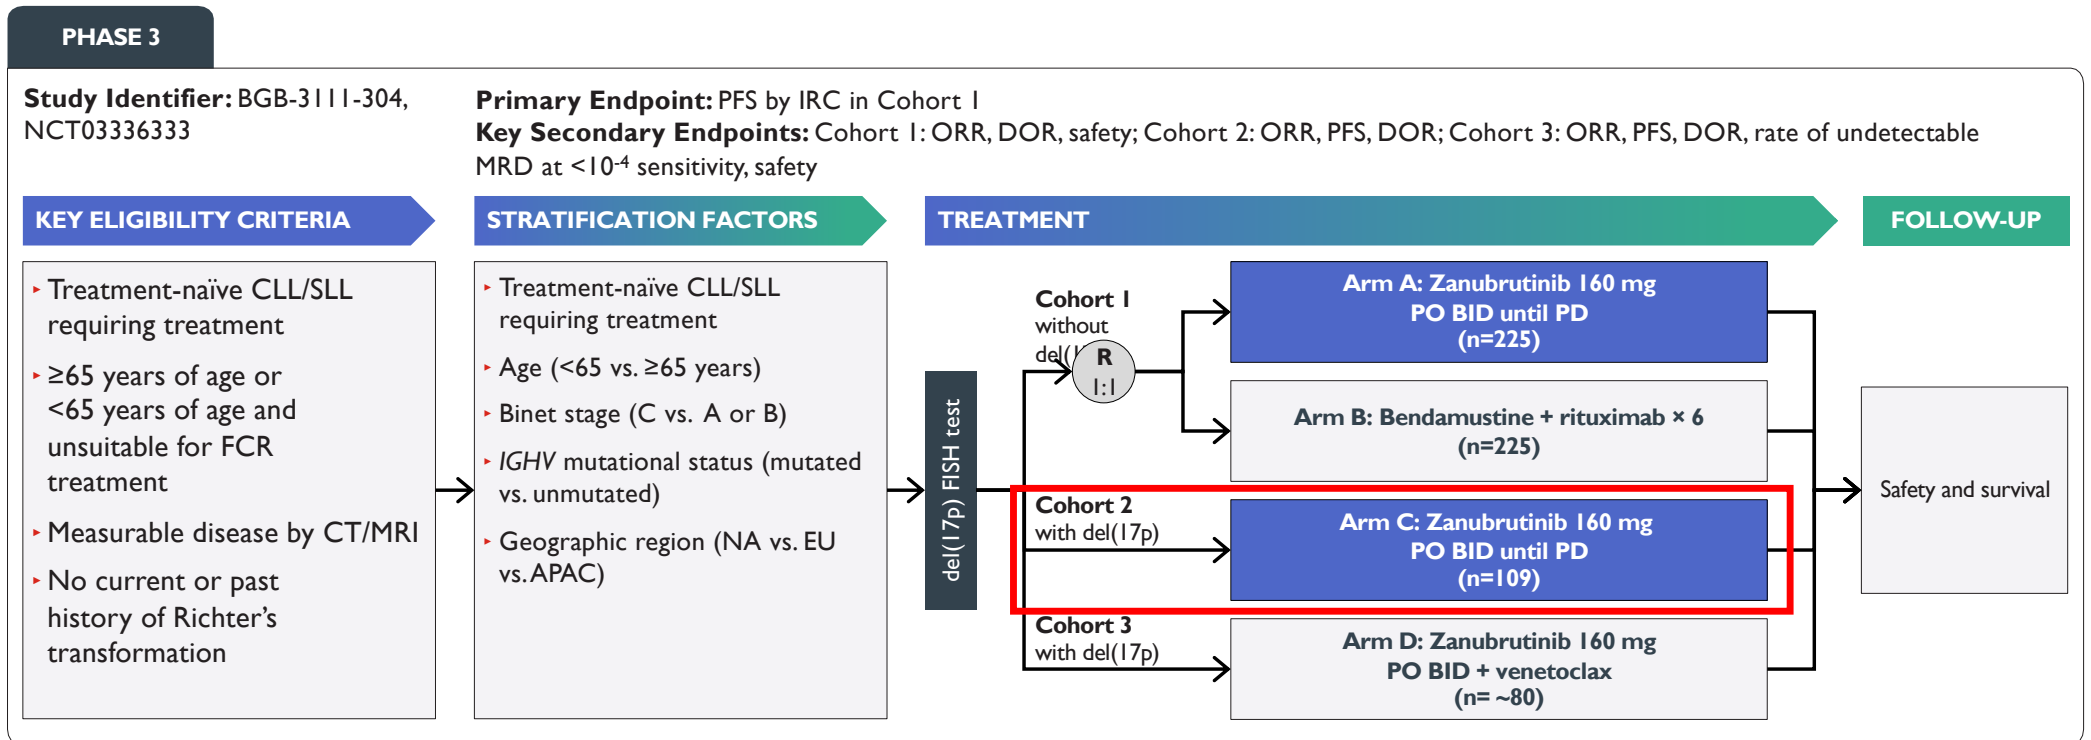 PHASE 3
Study Identifier: BGB-3111-304,
NCT03336333
Primary Endpoint: PFS by IRC in Cohort 1
Key Secondary Endpoints: Cohort 1: ORR, DOR, safety; Cohort 2: ORR, PFS, DOR; Cohort 3: ORR, PFS, DOR, rate of undetectable
MRD at <10-4 sensitivity, safety
KEY ELIGIBILITY CRITERIA
‣ Treatment-naïve CLL/SLL
requiring treatment
‣ ≥65 years of age or
<65 years of age and
unsuitable for FCR
treatment
‣ Measurable disease by CT/MRI
‣ No current or past
history of Richter's
transformation
STRATIFICATION FACTORS
‣ Treatment-naïve CLL/SLL
requiring treatment
‣ Age (<65 vs. ≥65 years)
‣ Binet stage (C vs. A or B)
‣ IGHV mutational status (mutated
vs. unmutated)
‣ Geographic region (NA vs. EU
vs. APAC)
TREATMENT
del(17p) FISH test
Cohort 1
without
del(1
R
1:1
Arm A: Zanubrutinib 160 mg
PO BID until PD
(n=225)
Arm B: Bendamustine + rituximab × 6
(n=225)
Cohort 2
with del(17p)
Arm C: Zanubrutinib 160 mg
PO BID until PD
(n=109)
Cohort 3
with del(17p)
Arm D: Zanubrutinib 160 mg
PO BID + venetoclax
(n= ~80)
FOLLOW-UP
Safety and survival